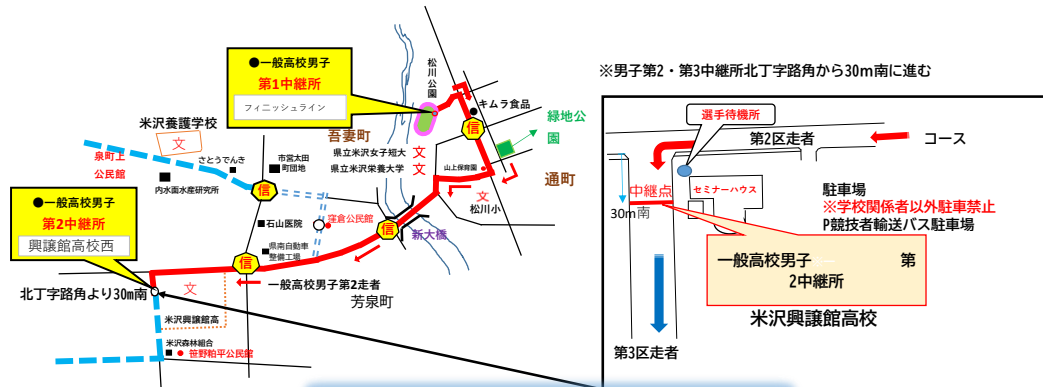 ●一般高校男子
第1中継所
フィニッシュライン
松川公園
キムラ食品
信
緑地公
園
米沢養護学校
文
吾妻町
県立米沢女子短大
文
県立米沢栄養大学
文
山上保育園
通町
文
松川小
泉町上
公民館
さとうでんき
市営太田
町団地
内水面水産研究所
信
●一般高校男子
第2中継所
興譲館高校西
石山医院
窪倉公民館
信
新大橋
県南自動車
整備工場
信
文
一般高校男子第2走者
北丁字路角より30m南
芳泉町
米沢興譲館高
米沢森林組合
笹野粕平公民館
※男子第2・第3中継所北丁字路角から30m南に進む
選手待機所
第2区走者
コース
中継点
30m南
セミナーハウス
駐車場
※学校関係者以外駐車禁止
P競技者輸送バス駐車場
一般高校男子 第
2中継所
米沢興譲館高校
第3区走者